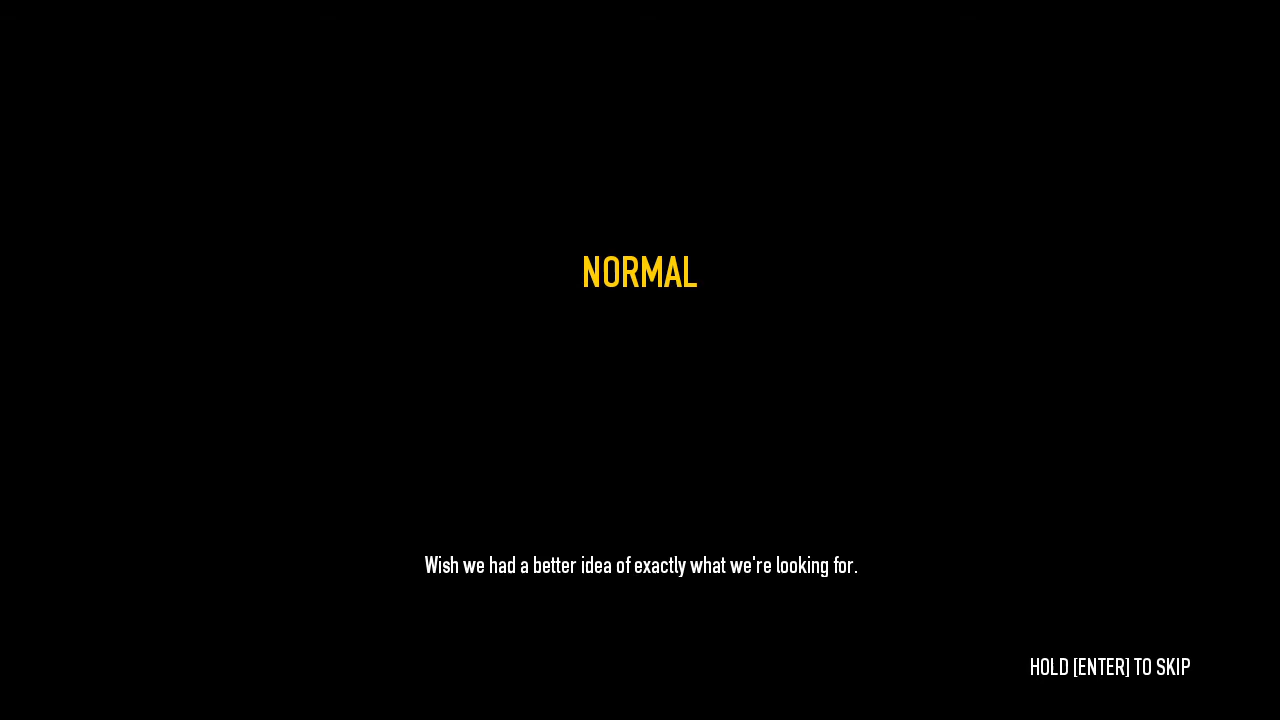 NORMAL
Wish we had a better idea of exactly what we're looking for.
HOLD [ENTER] TO SKIP